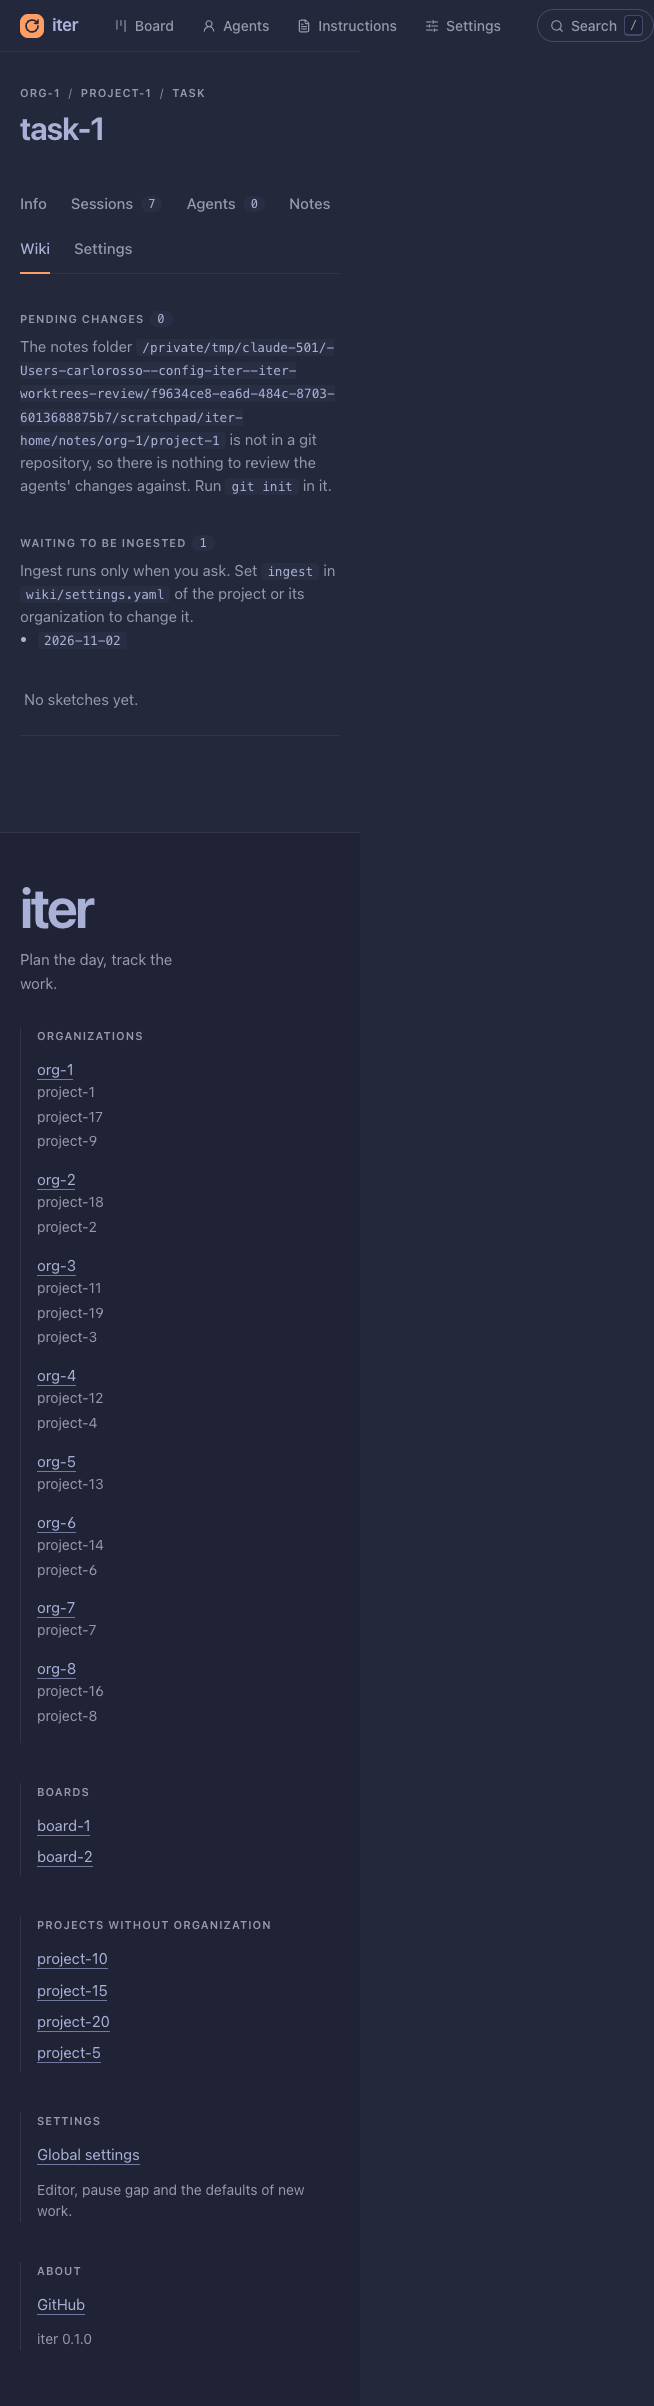 iter Board Agents Instructions Settings Search /
ORG-1 / PROJECT-1 / TASK
task-1
Info Sessions 7 Agents 0 Notes
Wiki Settings
PENDING CHANGES 0
The notes folder /private/tmp/claude-501/-
Users-carlorosso--config-iter--iter-
worktrees-review/f9634ce8-ea6d-484c-8703-
6013688875b7/scratchpad/iter-
home/notes/org-1/project-1 is not in a git
repository, so there is nothing to review the
agents' changes against. Run git init in it.
WAITING TO BE INGESTED 1
Ingest runs only when you ask. Set ingest in
wiki/settings.yaml of the project or its
organization to change it.
• 2026-11-02
No sketches yet.
iter
Plan the day, track the
work.
ORGANIZATIONS
org-1
project-1
project-17
project-9
org-2
project-18
project-2
org-3
project-11
project-19
project-3
org-4
project-12
project-4
org-5
project-13
org-6
project-14
project-6
org-7
project-7
org-8
project-16
project-8
BOARDS
board-1
board-2
PROJECTS WITHOUT ORGANIZATION
project-10
project-15
project-20
project-5
SETTINGS
Global settings
Editor, pause gap and the defaults of new
work.
ABOUT
GitHub
iter 0.1.0